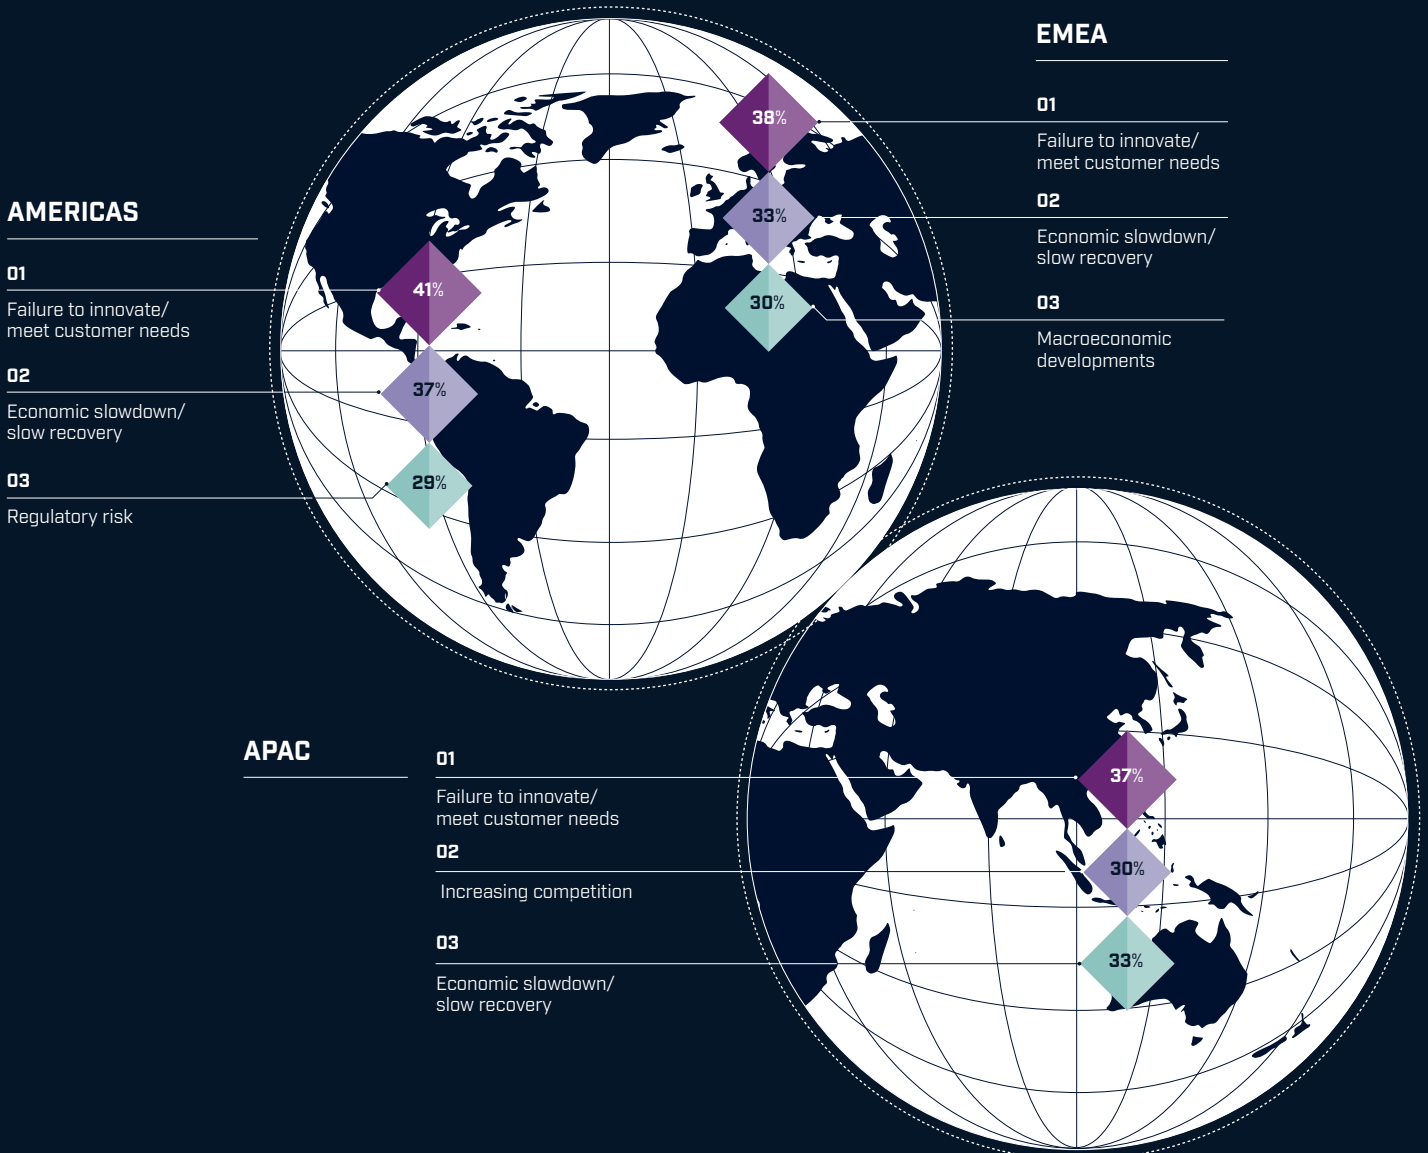 AMERICAS
01
41%
Failure to innovate/
meet customer needs
02
37%
Economic slowdown/
slow recovery
03
29%
Regulatory risk
EMEA
01
38%
Failure to innovate/
meet customer needs
02
33%
Economic slowdown/
slow recovery
03
30%
Macroeconomic
developments
APAC
01
37%
Failure to innovate/
meet customer needs
02
30%
Increasing competition
03
33%
Economic slowdown/
slow recovery